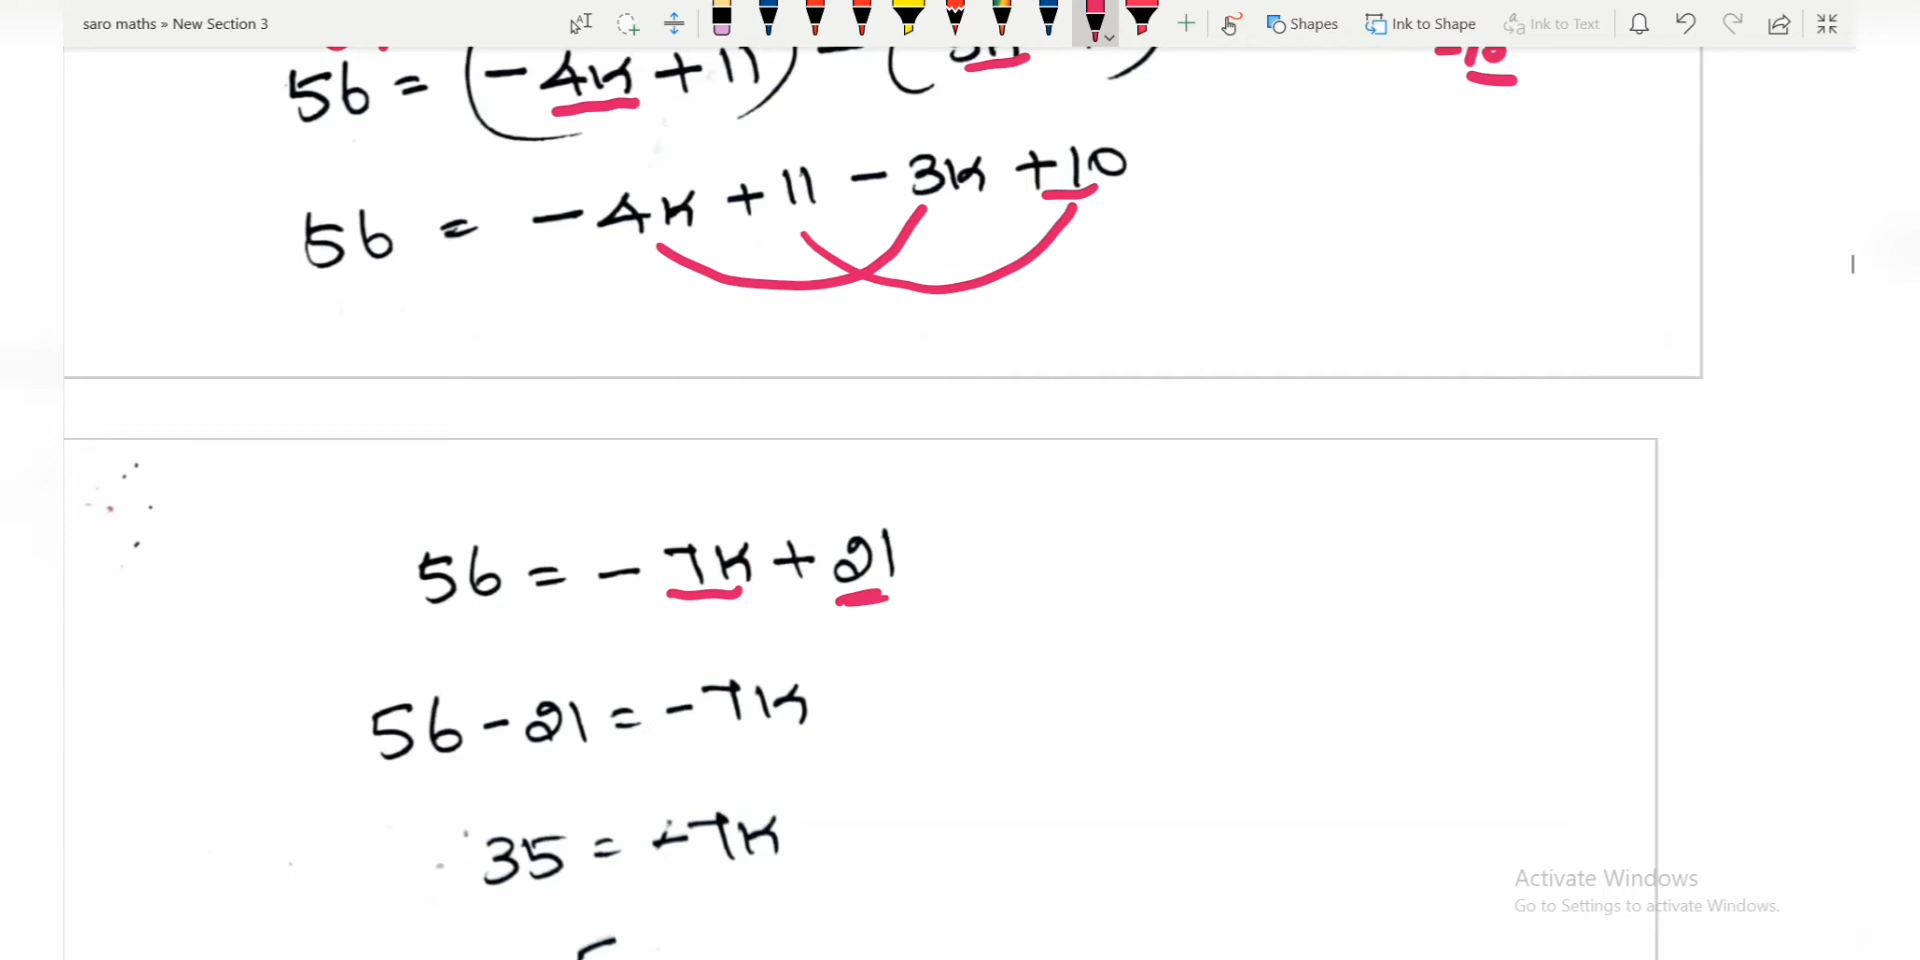 saro maths » New Section 3
Shapes
Ink to Shape
Ink to Text
56 = (-4k + 11) - (
56 = -4k + 11 - 3k + 10
56 = -7k + 21
56 - 21 = -7k
35 = -7k
Activate Windows
Go to Settings to activate Windows.